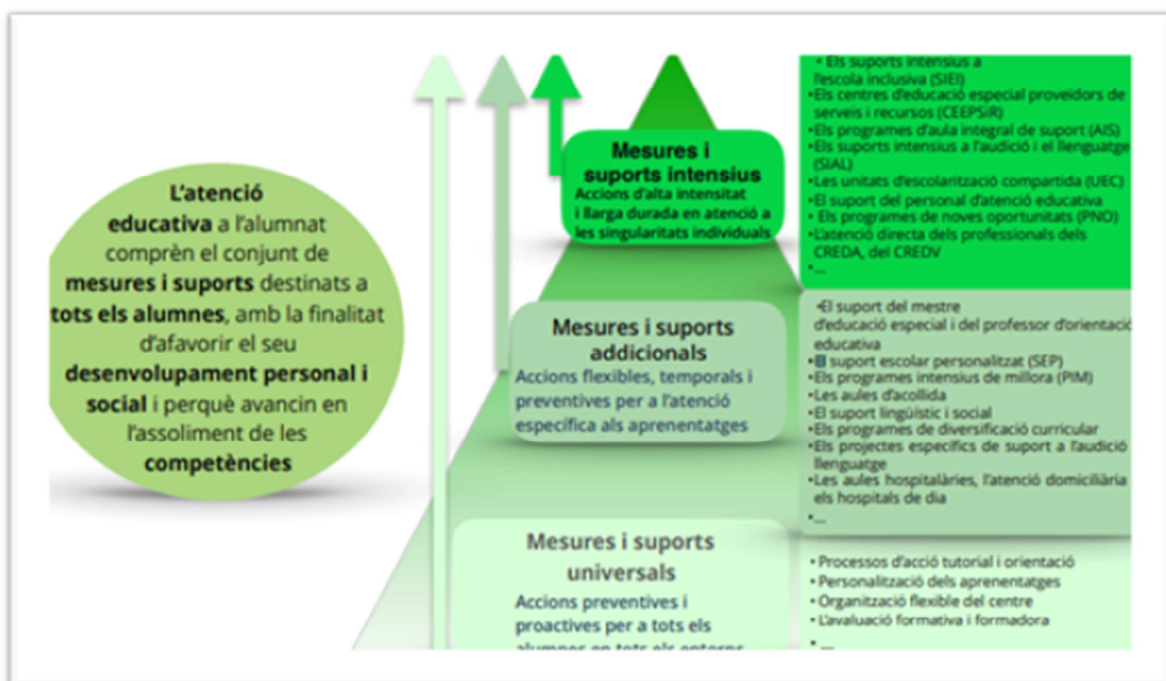 L'atenció
educativa a l'alumnat
comprèn el conjunt de
mesures i suports destinats a
tots els alumnes, amb la finalitat
d'afavorir el seu
desenvolupament personal i
social i perquè avancin en
l'assoliment de les
competències
Mesures i
suports intensius
Accions d'alta intensitat
i llarga durada en atenció a
les singularitats individuals
• Els suports intensius a
l'escola inclusiva (SIEI)
•Els centres d'educació especial proveïdors de
serveis i recursos (CEEPSiR)
•Els programes d'aula integral de suport (AIS)
•Els suports intensius a l'audició i el llenguatge
(SIAL)
•Les unitats d'escolarització compartida (UEC)
•El suport del personal d'atenció educativa
• Els programes de noves oportunitats (PNO)
•L'atenció directa dels professionals dels
CREDA, del CREDV
•...
Mesures i suports
addicionals
Accions flexibles, temporals i
preventives per a l'atenció
específica als aprenentatges
•El suport del mestre
d'educació especial i del professor d'orientació
educativa
•El suport escolar personalitzat (SEP)
•Els programes intensius de millora (PIM)
•Les aules d'acollida
•El suport lingüístic i social
•Els programes de diversificació curricular
•Els projectes específics de suport a l'audició
llenguatge
•Les aules hospitalàries, l'atenció domiciliària
els hospitals de dia
•...
Mesures i suports
universals
Accions preventives i
proactives per a tots els
alumnes en tots els entorns
• Processos d'acció tutorial i orientació
• Personalització dels aprenentatges
• Organització flexible del centre
• L'avaluació formativa i formadora
• ...